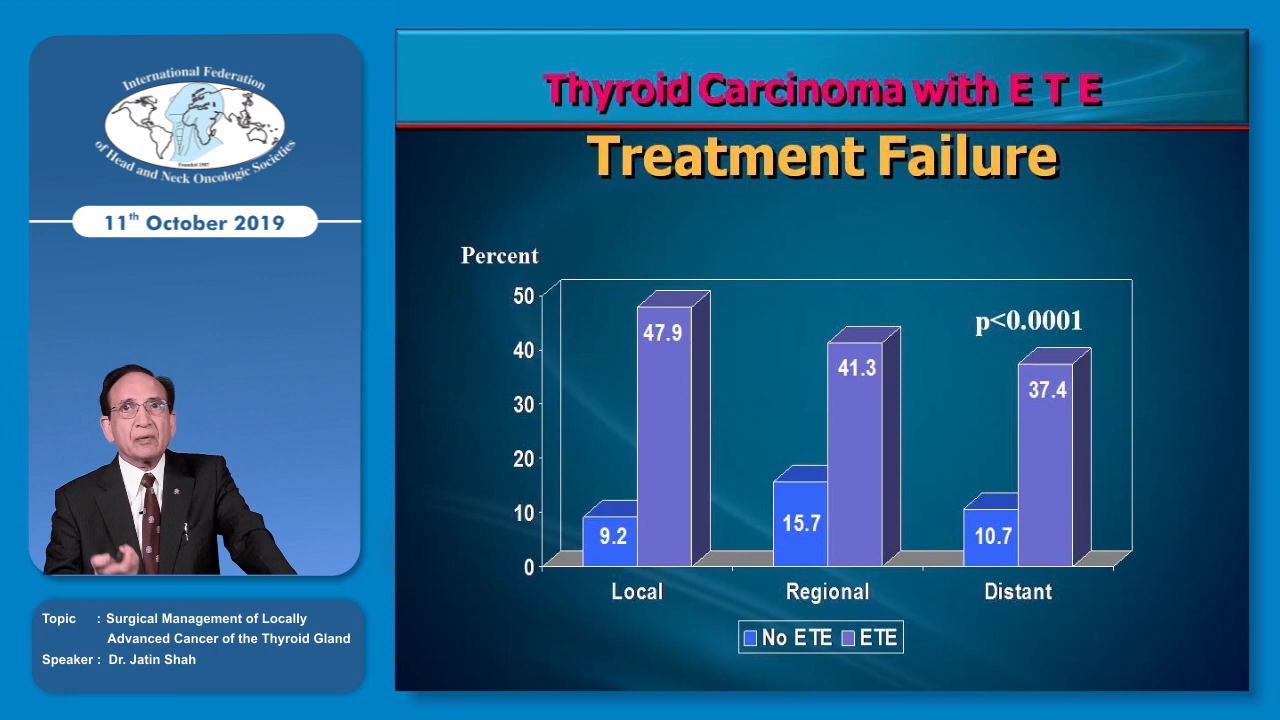 International Federation
of Head and Neck Oncologic Societies
Founded 1987
11th October 2019
Topic : Surgical Management of Locally
Advanced Cancer of the Thyroid Gland
Speaker : Dr. Jatin Shah
Thyroid Carcinoma with E T E
Treatment Failure
Percent
50
40
30
20
10
0
p<0.0001
9.2
47.9
15.7
41.3
10.7
37.4
Local
Regional
Distant
No ETE
ETE